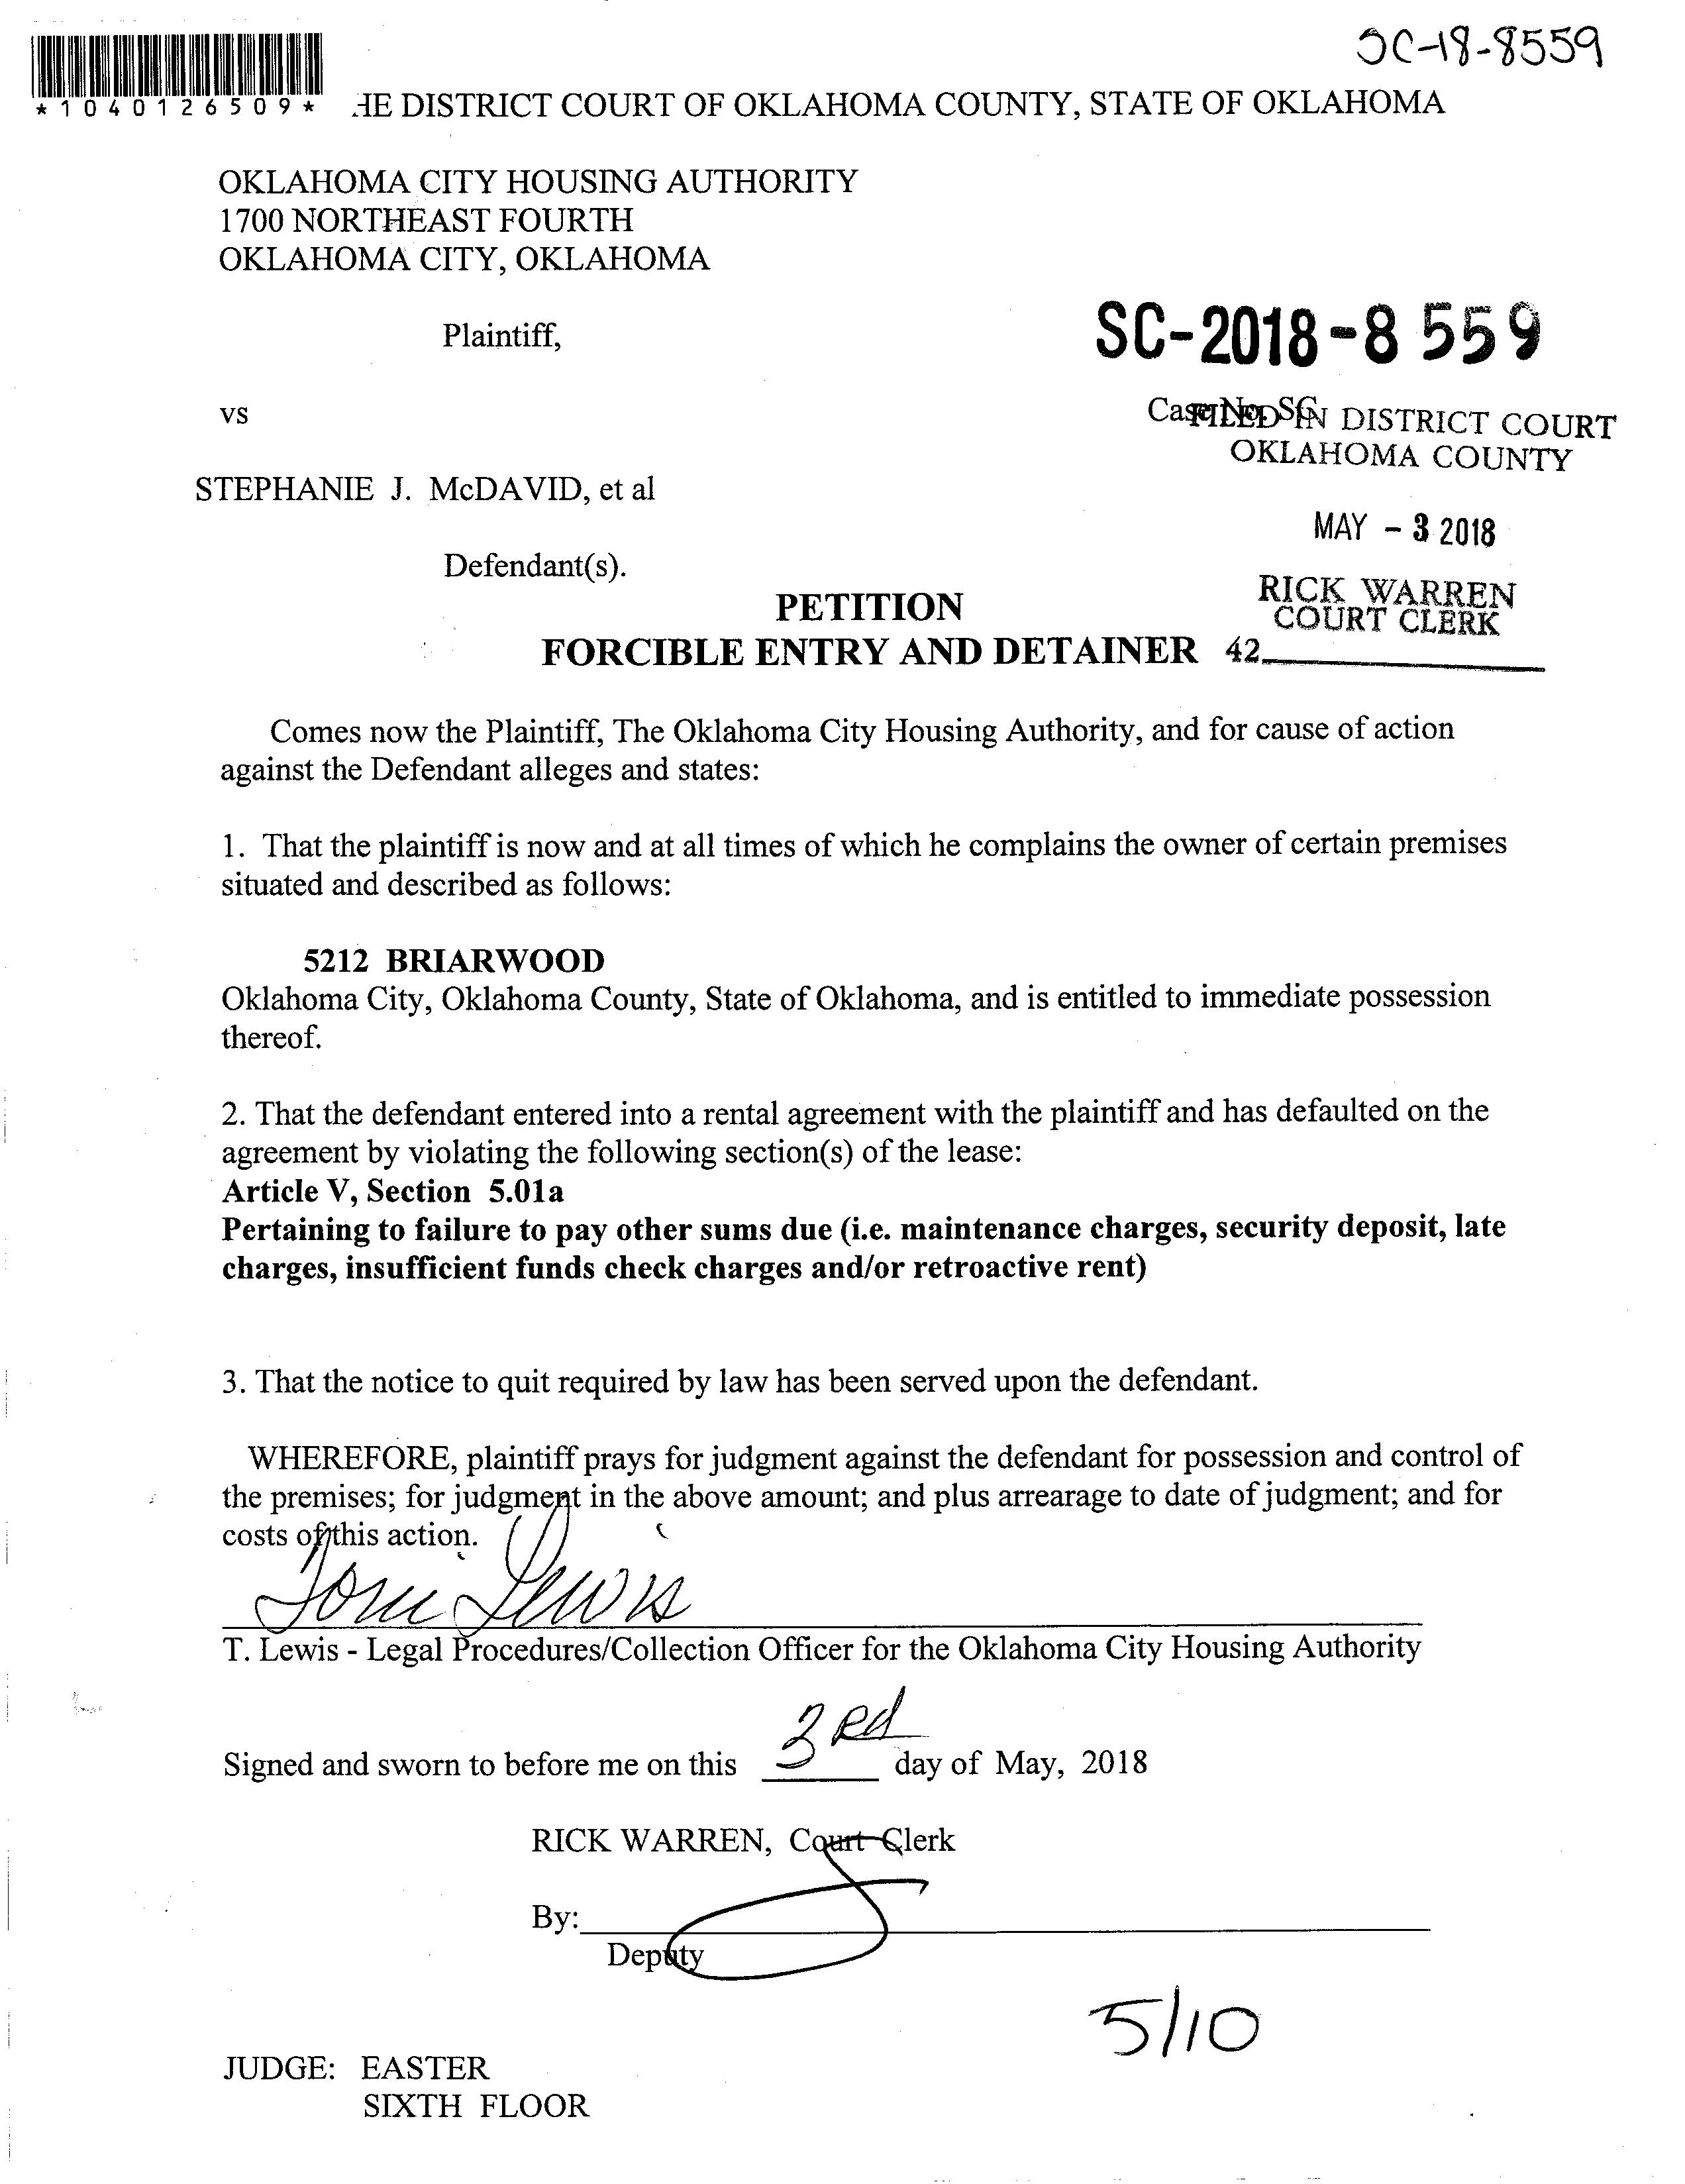 SC-18-8559
*1040126509*
HE DISTRICT COURT OF OKLAHOMA COUNTY, STATE OF OKLAHOMA
OKLAHOMA CITY HOUSING AUTHORITY
1700 NORTHEAST FOURTH
OKLAHOMA CITY, OKLAHOMA
Plaintiff,
SC-2018-8559
vs
Case No. SC
FILED IN DISTRICT COURT
OKLAHOMA COUNTY
STEPHANIE J. McDAVID, et al
MAY - 3 2018
Defendant(s).
RICK WARREN
COURT CLERK
PETITION
FORCIBLE ENTRY AND DETAINER
42
Comes now the Plaintiff, The Oklahoma City Housing Authority, and for cause of action
against the Defendant alleges and states:
1. That the plaintiff is now and at all times of which he complains the owner of certain premises
situated and described as follows:
5212 BRIARWOOD
Oklahoma City, Oklahoma County, State of Oklahoma, and is entitled to immediate possession
thereof.
2. That the defendant entered into a rental agreement with the plaintiff and has defaulted on the
agreement by violating the following section(s) of the lease:
Article V, Section 5.01a
Pertaining to failure to pay other sums due (i.e. maintenance charges, security deposit, late
charges, insufficient funds check charges and/or retroactive rent)
3. That the notice to quit required by law has been served upon the defendant.
WHEREFORE, plaintiff prays for judgment against the defendant for possession and control of
the premises; for judgment in the above amount; and plus arrearage to date of judgment; and for
costs of this action.
Lewis
T. Lewis - Legal Procedures/Collection Officer for the Oklahoma City Housing Authority
Signed and sworn to before me on this 3rd day of May, 2018
RICK WARREN, Court Clerk
By:
Deputy
5/10
JUDGE: EASTER
SIXTH FLOOR